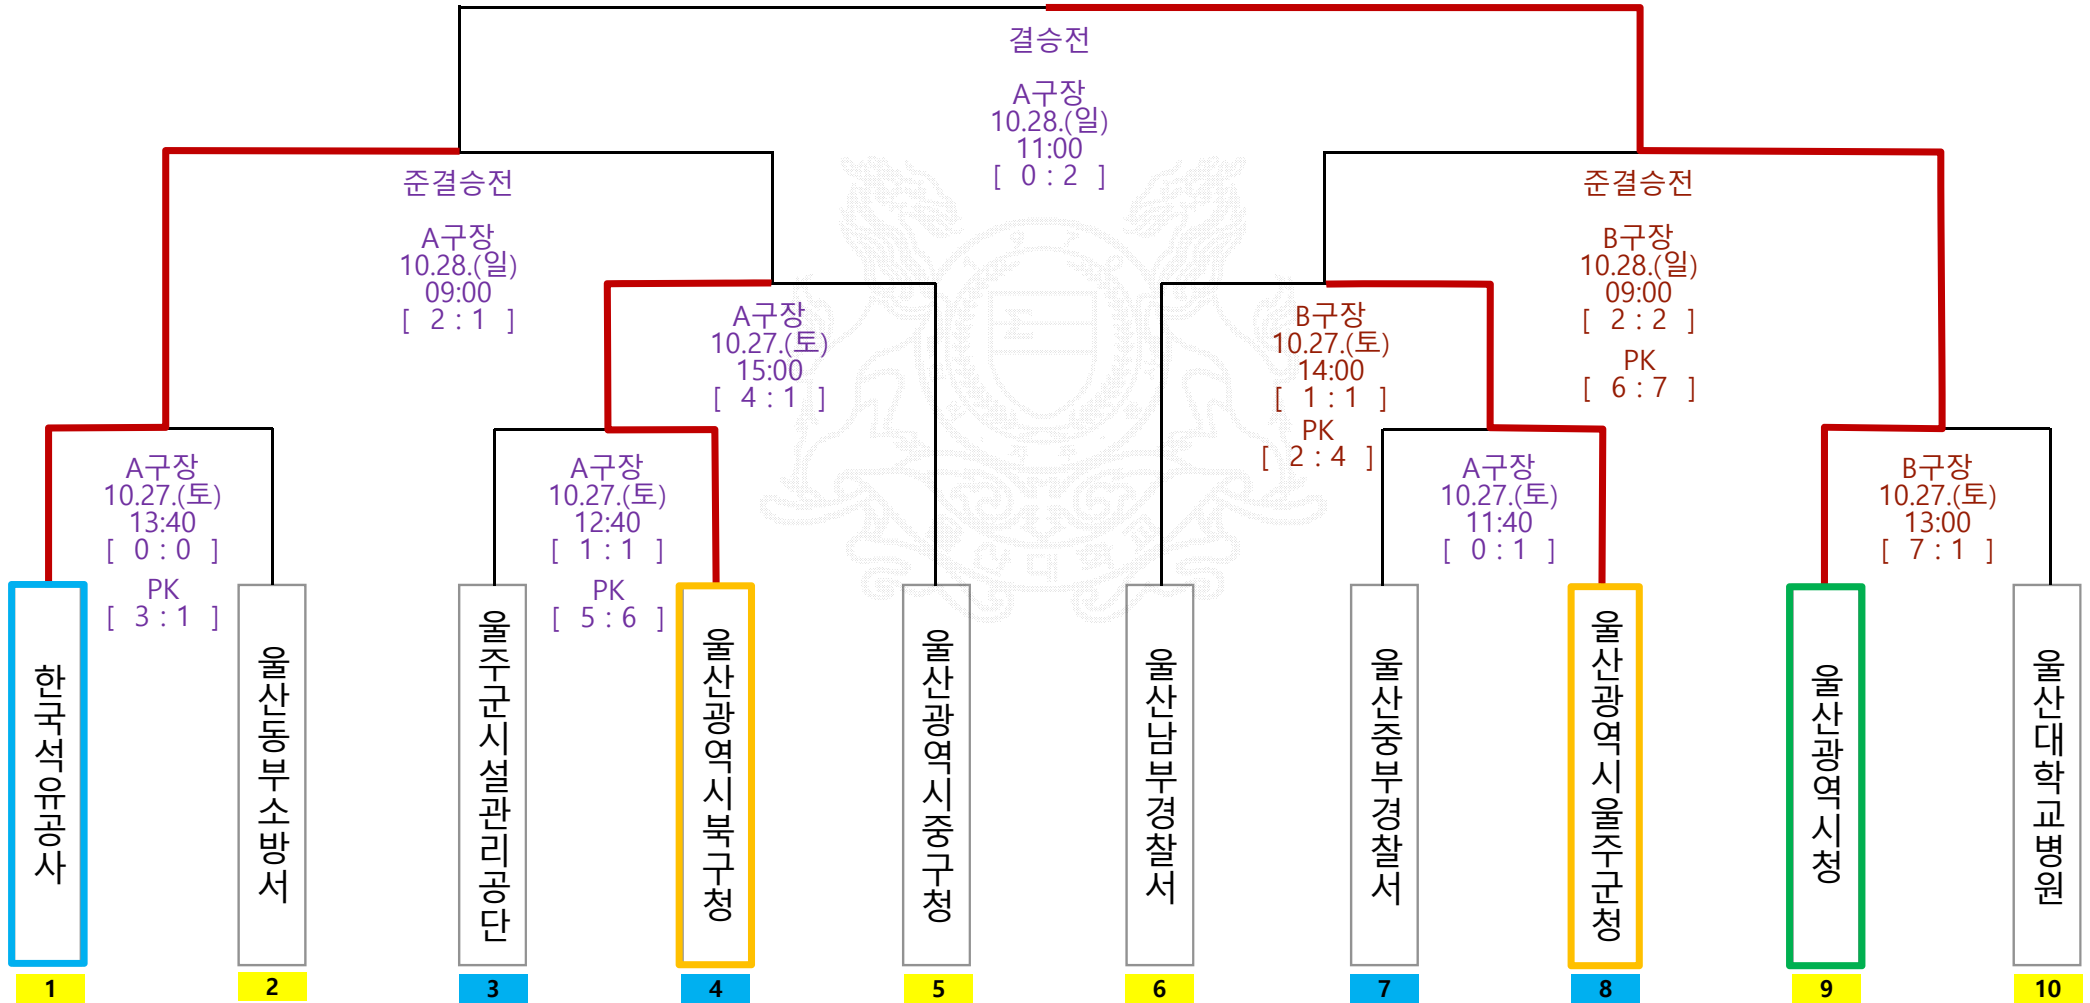 결승전
A구장
10.28.(일)
11:00
[ 0 : 2 ]
준결승전
A구장
10.28.(일)
09:00
[ 2 : 1 ]
준결승전
B구장
10.28.(일)
09:00
[ 2 : 2 ]
PK
[ 6 : 7 ]
A구장
10.27.(토)
15:00
[ 4 : 1 ]
B구장
10.27.(토)
14:00
[ 1 : 1 ]
PK
[ 2 : 4 ]
A구장
10.27.(토)
13:40
[ 0 : 0 ]
PK
[ 3 : 1 ]
A구장
10.27.(토)
12:40
[ 1 : 1 ]
PK
[ 5 : 6 ]
A구장
10.27.(토)
11:40
[ 0 : 1 ]
B구장
10.27.(토)
13:00
[ 7 : 1 ]
한국석유공사
울산동부소방서
울주군시설관리공단
울산광역시북구청
울산광역시중구청
울산남부경찰서
울산중부경찰서
울산광역시울주군청
울산광역시청
울산대학교병원
1 2 3 4 5 6 7 8 9 10